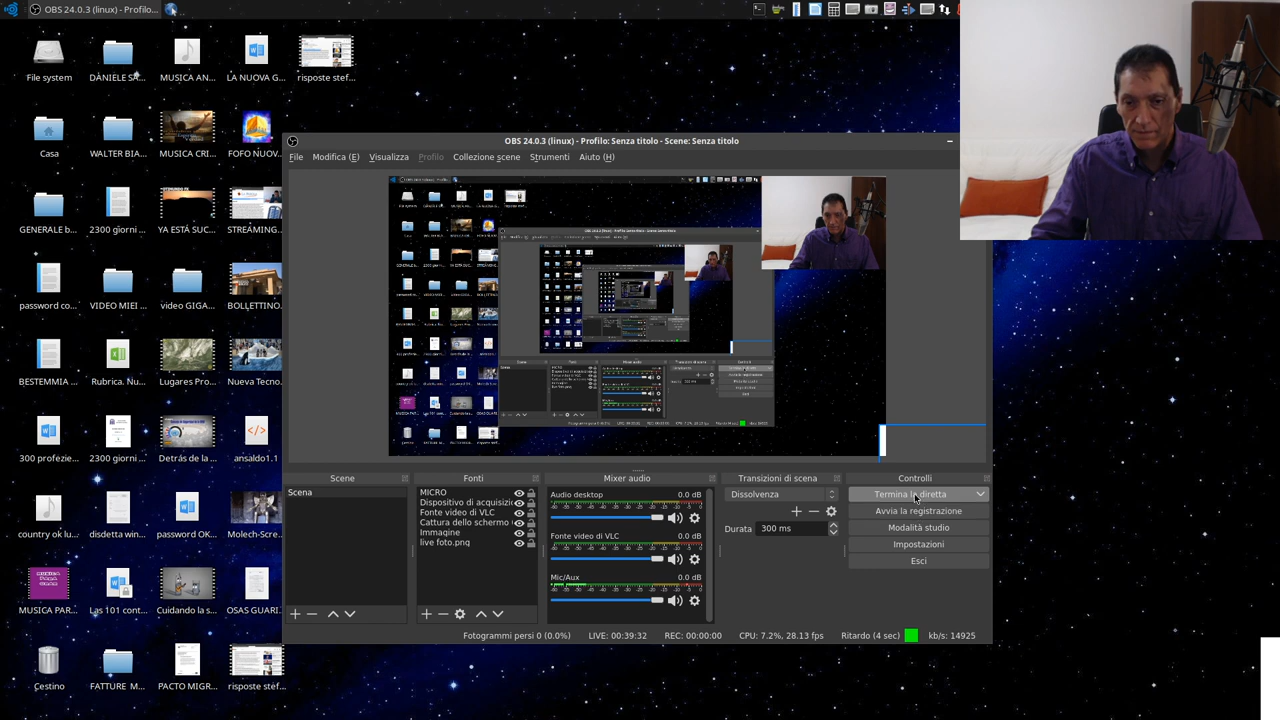 OBS 24.0.3 (linux) - Profilo...
File system
DANIELE SA...
MUSICA AN...
LA NUOVA G...
risposte stef...
Casa
WALTER BIA...
MUSICA CRI...
FOFO NUOV...
GENERALE b...
2300 giorni ...
YA ESTÁ SUC...
STREAMING...
password co...
VIDEO MIEI ...
video GIGA...
BOLLETTINO...
BESTEMMIA ...
Rubrica. Nu...
Lugares Pro...
Nueva Tecno...
300 profezie...
2300 giorni ...
Detrás de la ...
ansaldo1.1
country ok lu...
disdetta win...
password OK...
Molech-Scre...
MUSICA PAR...
Las 101 cont...
Cuidando la s...
OSAS GUARI...
Cestino
FATTURE M...
PACTO MIGR...
risposte stef...
OBS 24.0.3 (linux) - Profilo: Senza titolo - Scene: Senza titolo
File Modifica (E) Visualizza Profilo Collezione scene Strumenti Aiuto (H)
Scene
Scena
Fonti
MICRO
Dispositivo di acquisizi
Fonte video di VLC
Cattura dello schermo
Immagine
live foto.png
Mixer audio
Audio desktop 0.0 dB
Fonte video di VLC 0.0 dB
Mic/Aux 0.0 dB
Transizioni di scena
Dissolvenza
Durata 300 ms
Controlli
Termina la diretta
Avvia la registrazione
Modalità studio
Impostazioni
Esci
Fotogrammi persi 0 (0.0%) LIVE: 00:39:32 REC: 00:00:00 CPU: 7.2%, 28.13 fps Ritardo (4 sec) kb/s: 14925